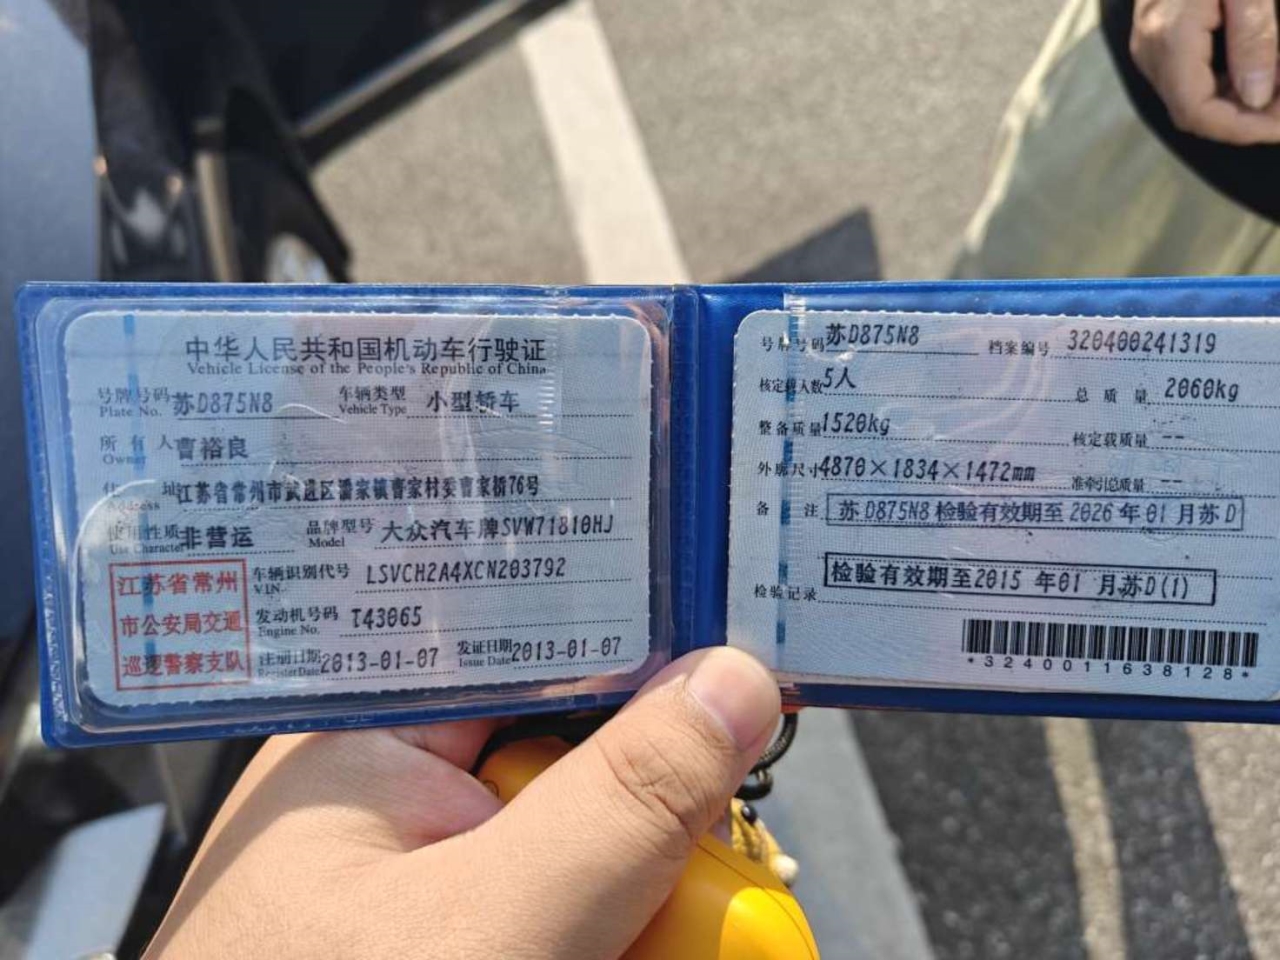 中华人民共和国机动车行驶证
Vehicle License of the People's Republic of China
号牌号码 苏D875N8 车辆类型 小型轿车
Plate No. Vehicle Type
所有人 曹裕良
Owner
住址 江苏省常州市武进区潘家镇曹家村委曹家桥76号
Address
使用性质 非营运 品牌型号 大众汽车牌SVW71810HJ
Use Character Model
江苏省常州
市公安局交通
巡逻警察支队
车辆识别代号 LSVCH2A4XCN203792
V.I.N.
发动机号码 T43065
Engine No.
注册日期 2013-01-07 发证日期 2013-01-07
Register Date Issue Date
号牌号码 苏D875N8 档案编号 320400241319
核定载人数 5人 总质量 2060kg
整备质量 1520kg 核定载质量 --
外廓尺寸 4870×1834×1472mm 准牵引总质量 --
备注 苏D875N8 检验有效期至 2026年01月苏D
检验记录 检验有效期至2015年01月苏D(1)
*3240011638128*